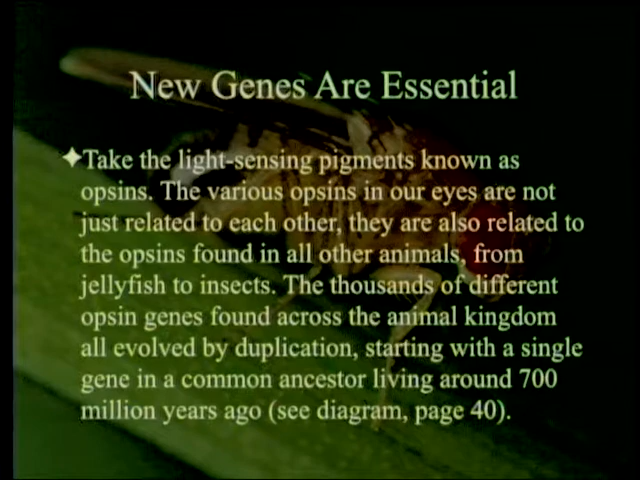 New Genes Are Essential
✦Take the light-sensing pigments known as
opsins. The various opsins in our eyes are not
just related to each other, they are also related to
the opsins found in all other animals, from
jellyfish to insects. The thousands of different
opsin genes found across the animal kingdom
all evolved by duplication, starting with a single
gene in a common ancestor living around 700
million years ago (see diagram, page 40).